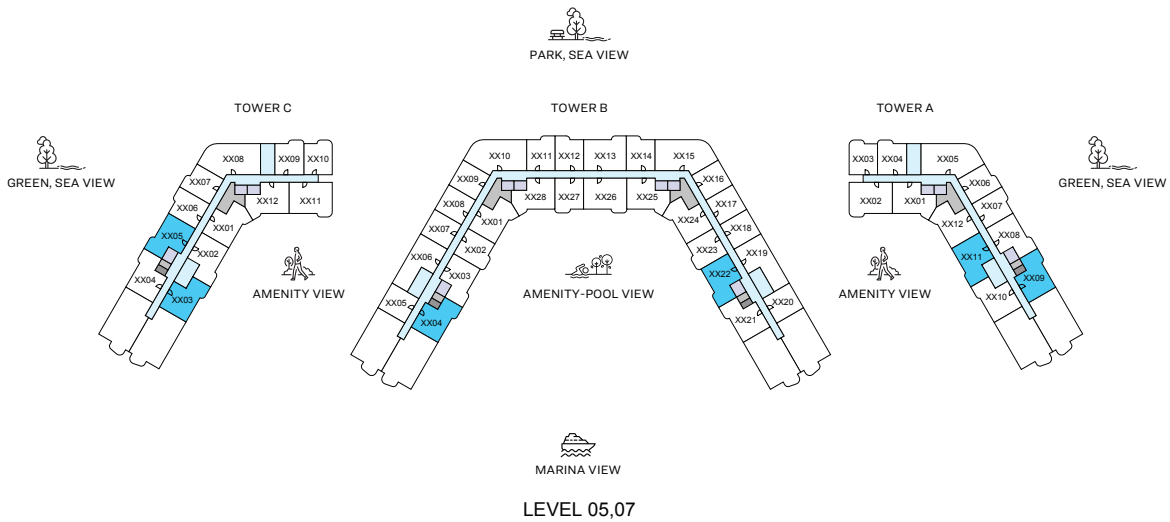 PARK, SEA VIEW
TOWER C
TOWER B
TOWER A
GREEN, SEA VIEW
GREEN, SEA VIEW
XX08
XX09
XX10
XX07
XX06
XX12
XX11
XX05
XX01
XX02
XX04
XX03
AMENITY VIEW
XX10
XX11
XX12
XX13
XX14
XX15
XX09
XX16
XX08
XX28
XX27
XX26
XX25
XX17
XX07
XX01
XX24
XX18
XX06
XX02
XX23
XX19
XX03
XX22
XX05
XX20
XX04
XX21
AMENITY-POOL VIEW
XX03
XX04
XX05
XX02
XX01
XX06
XX07
XX12
XX08
XX11
XX09
XX10
AMENITY VIEW
MARINA VIEW
LEVEL 05,07